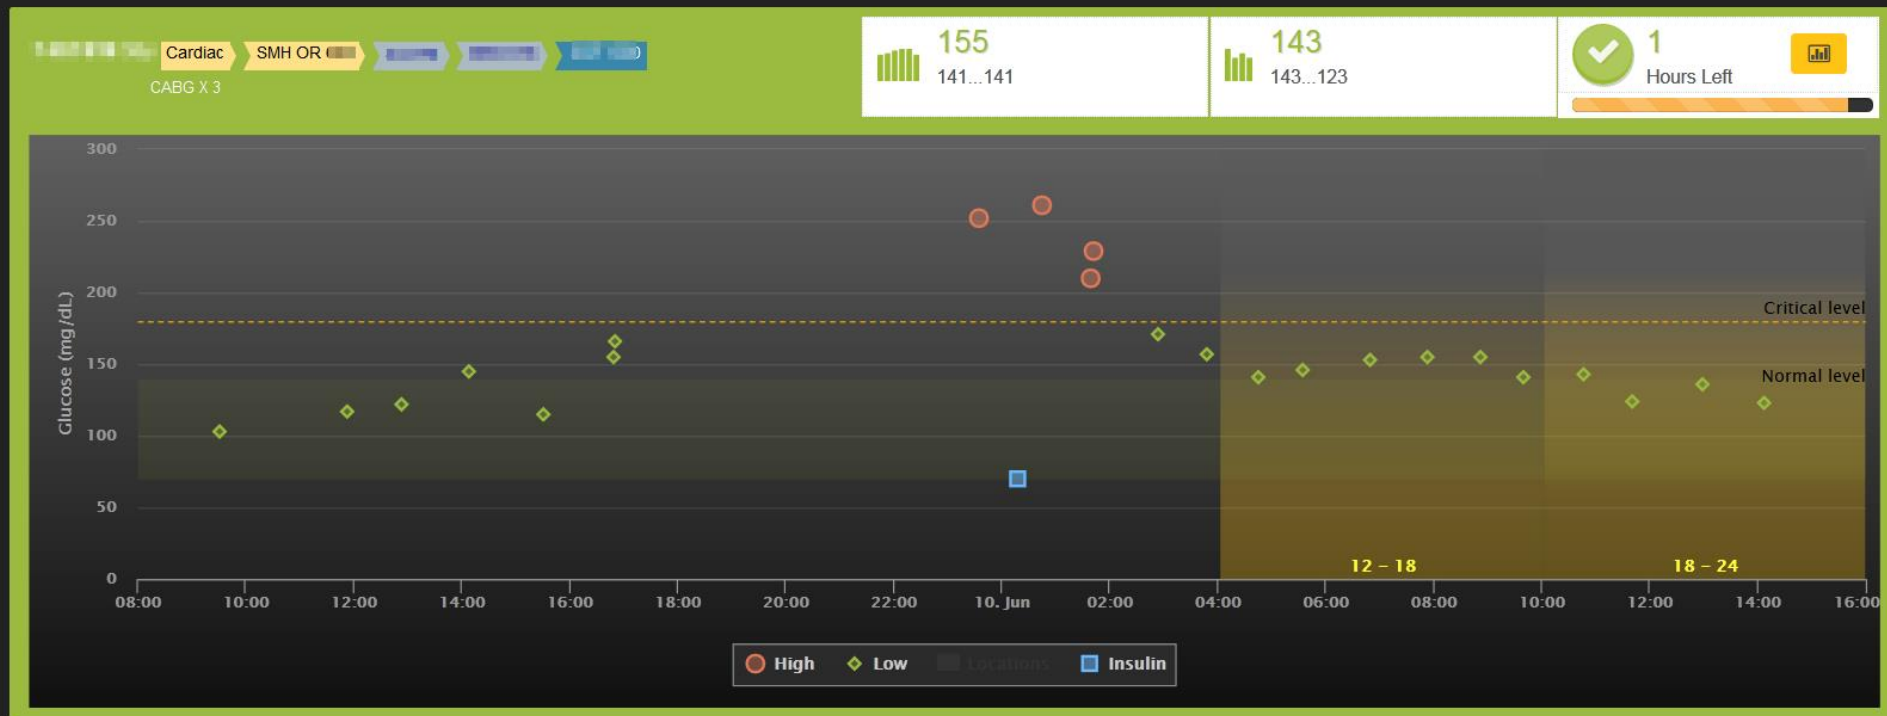 Cardiac SMH OR
CABG X 3
155
141...141
143
143...123
1
Hours Left
300
250
200
150
100
50
0
Glucose (mg/dL)
Critical level
Normal level
12 – 18 18 – 24
08:00 10:00 12:00 14:00 16:00 18:00 20:00 22:00 10. Jun 02:00 04:00 06:00 08:00 10:00 12:00 14:00 16:00
High Low Locations Insulin